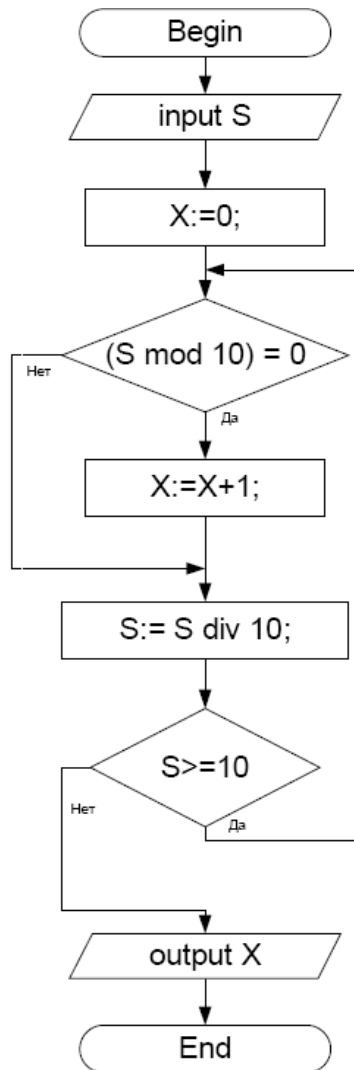 Begin
input S
X:=0;
(S mod 10) = 0
Нет
Да
X:=X+1;
S:= S div 10;
S>=10
Нет
Да
output X
End